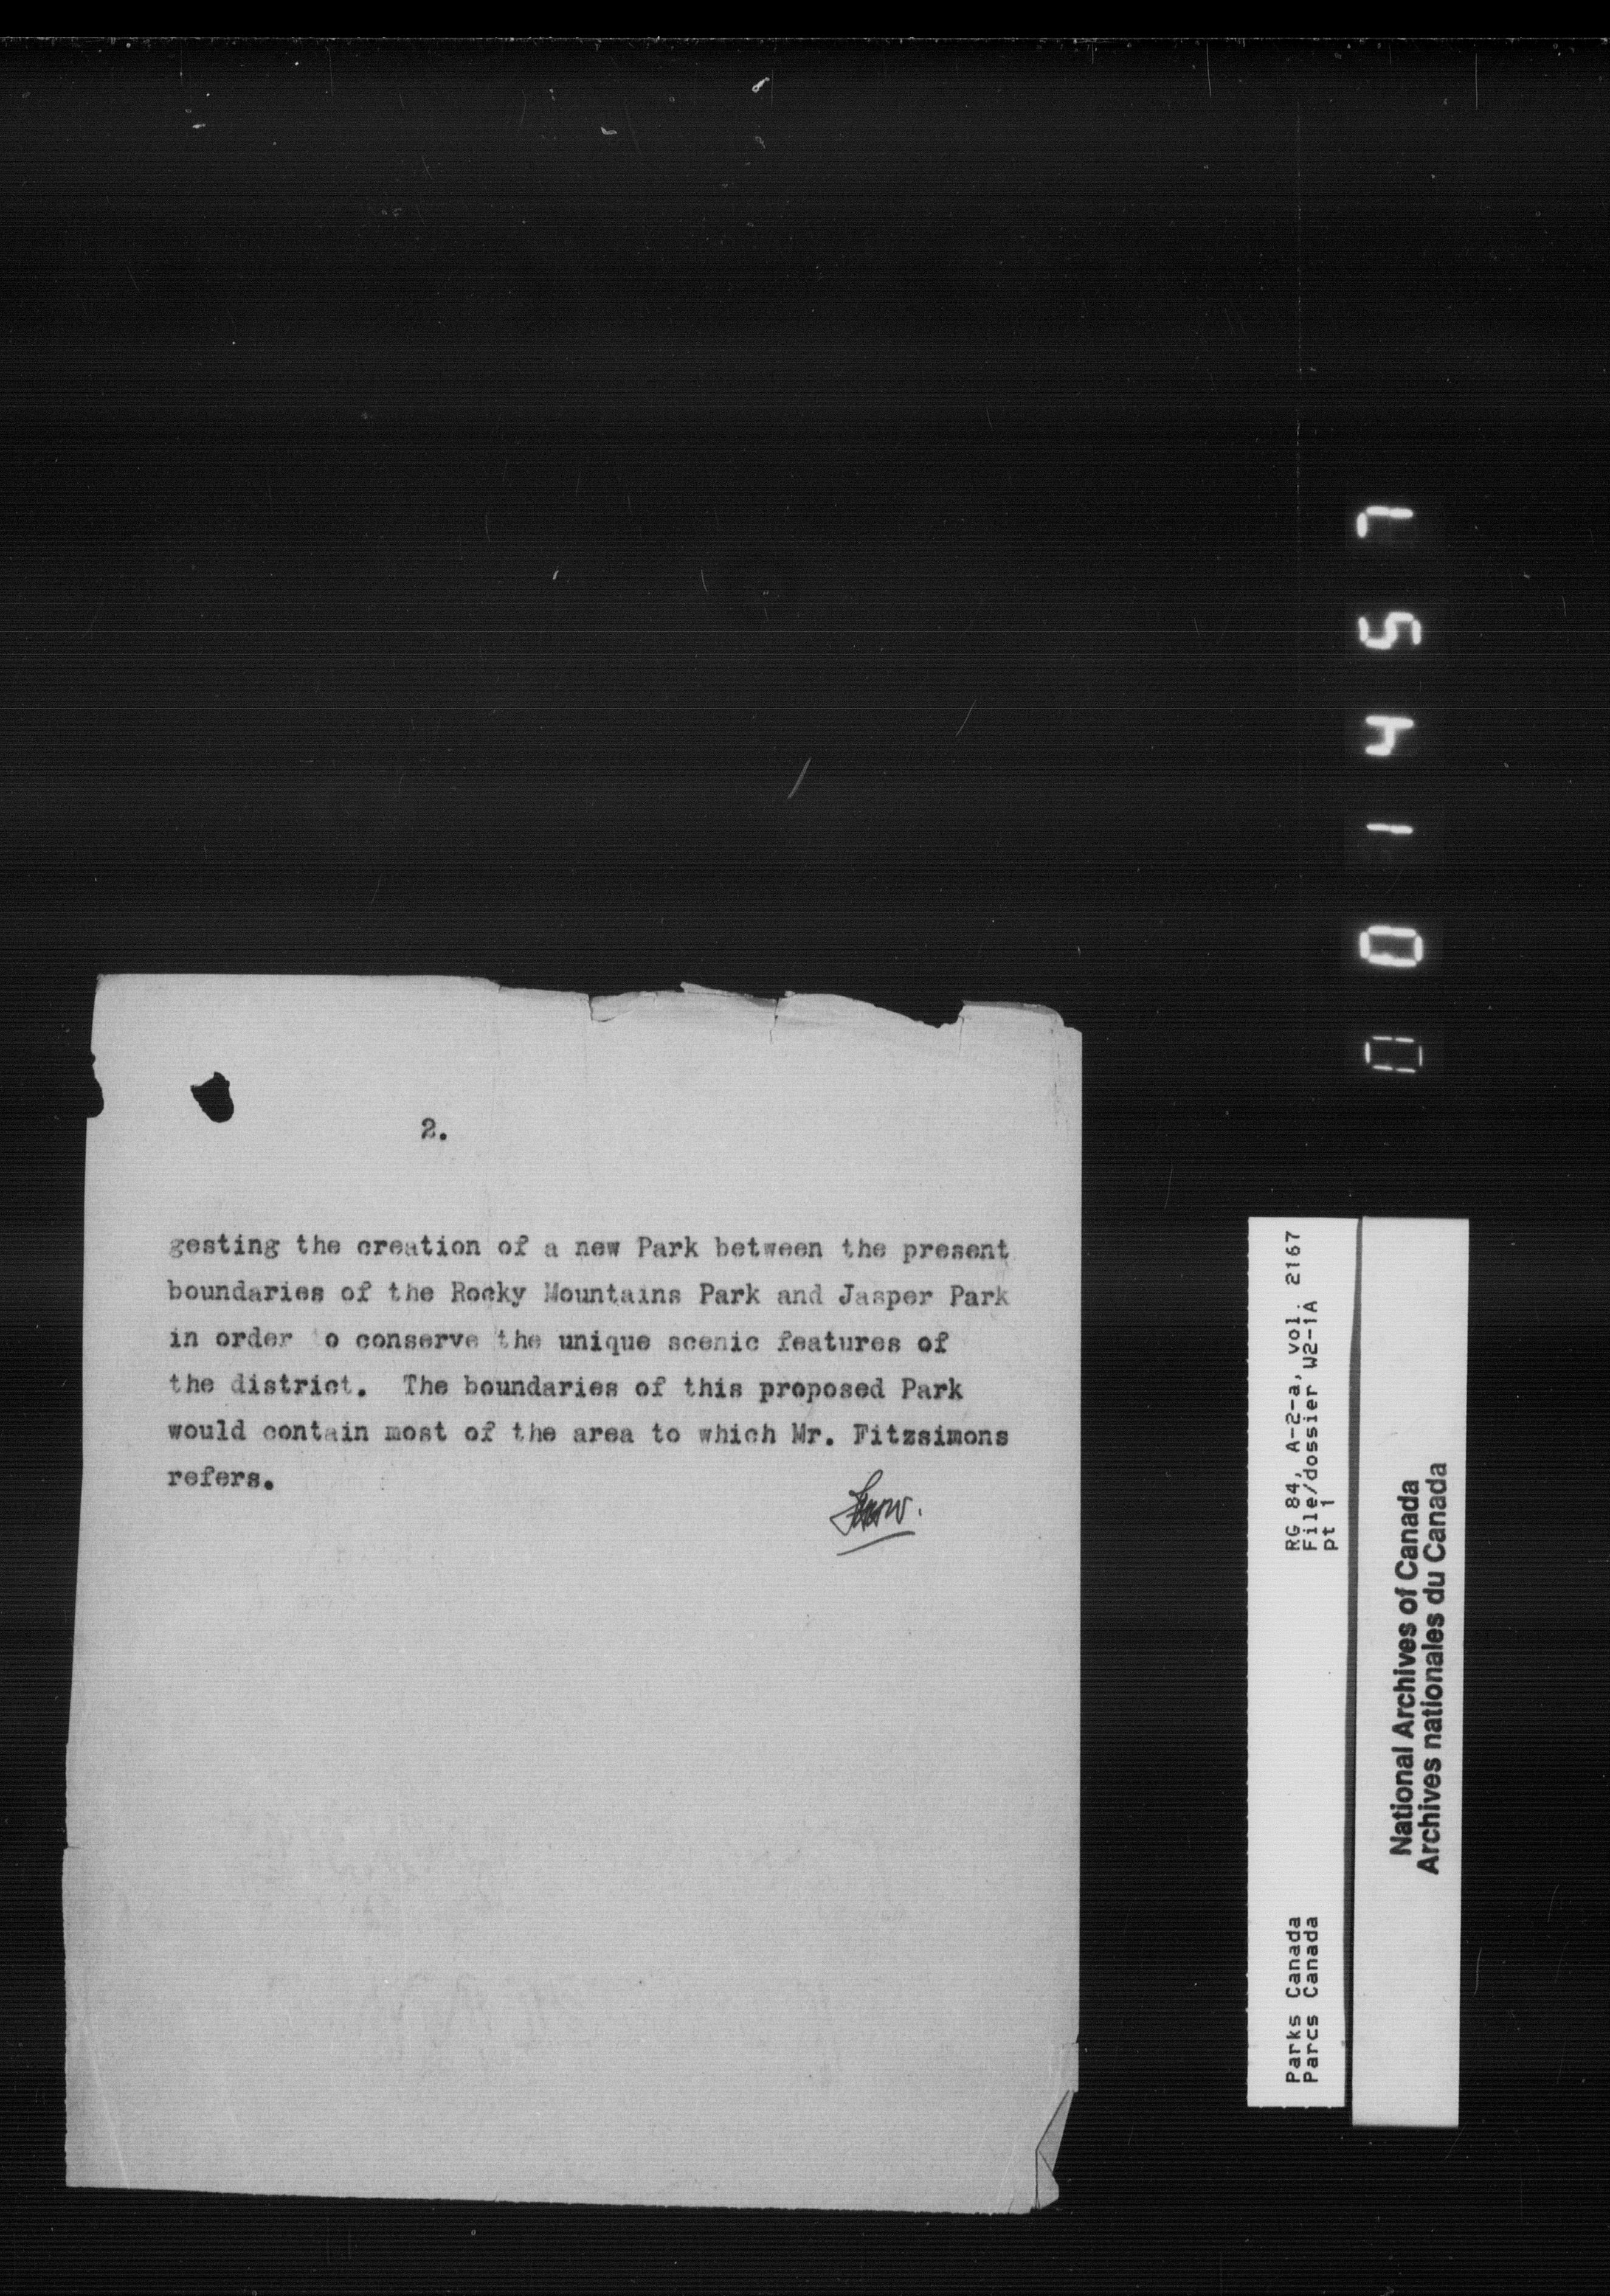 2.
gesting the creation of a new Park between the present
boundaries of the Rocky Mountains Park and Jasper Park
in order o conserve the unique scenic features of
the district. The boundaries of this proposed Park
would contain most of the area to which Mr. Fitzsimons
refers.
001457
RG 84, A-2-a, vol. 2167
File/dossier W2-1A
pt 1
Parks Canada
Parcs Canada
National Archives of Canada
Archives nationales du Canada